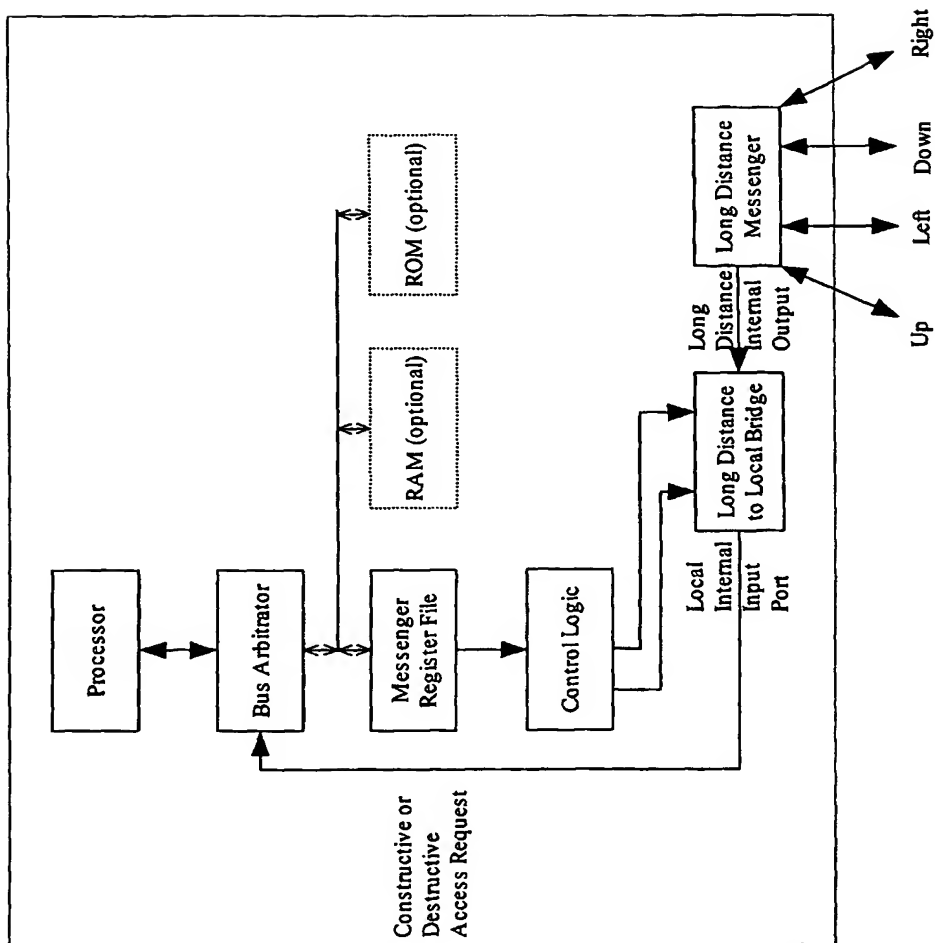 Processor
Bus Arbitrator
Messenger
Register File
Control Logic
RAM (optional)
ROM (optional)
Constructive or
Destructive
Access Request
Local
Internal
Input
Port
Long Distance
to Local Bridge
Long
Distance
Internal
Output
Long Distance
Messenger
Up
Left
Down
Right